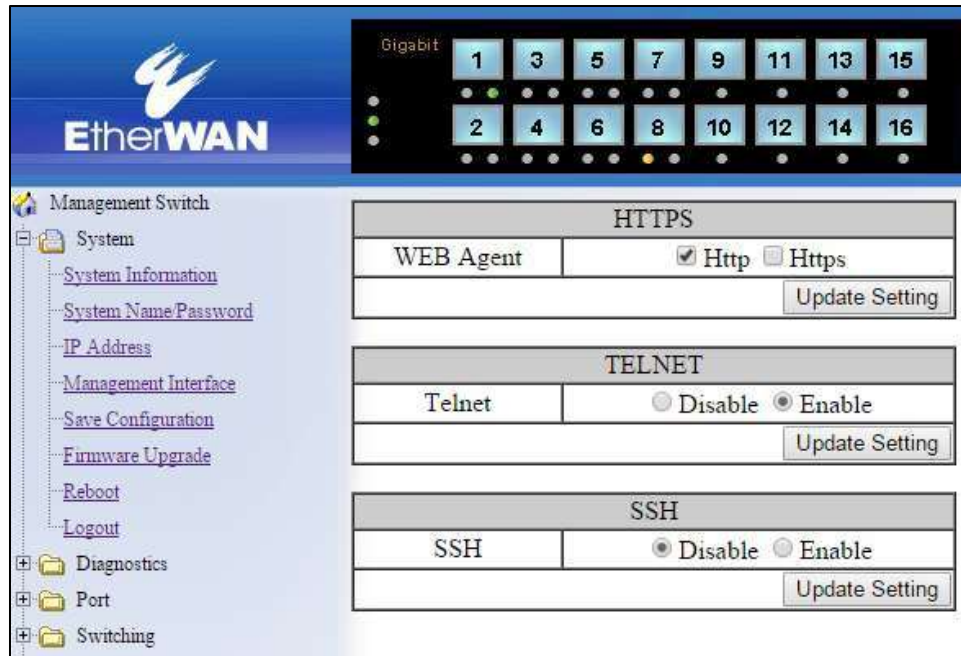 EtherWAN
Gigabit
1 3 5 7 9 11 13 15
2 4 6 8 10 12 14 16
Management Switch
System
System Information
System Name/Password
IP Address
Management Interface
Save Configuration
Firmware Upgrade
Reboot
Logout
Diagnostics
Port
Switching
HTTPS
WEB Agent Http Https
Update Setting
TELNET
Telnet Disable Enable
Update Setting
SSH
SSH Disable Enable
Update Setting